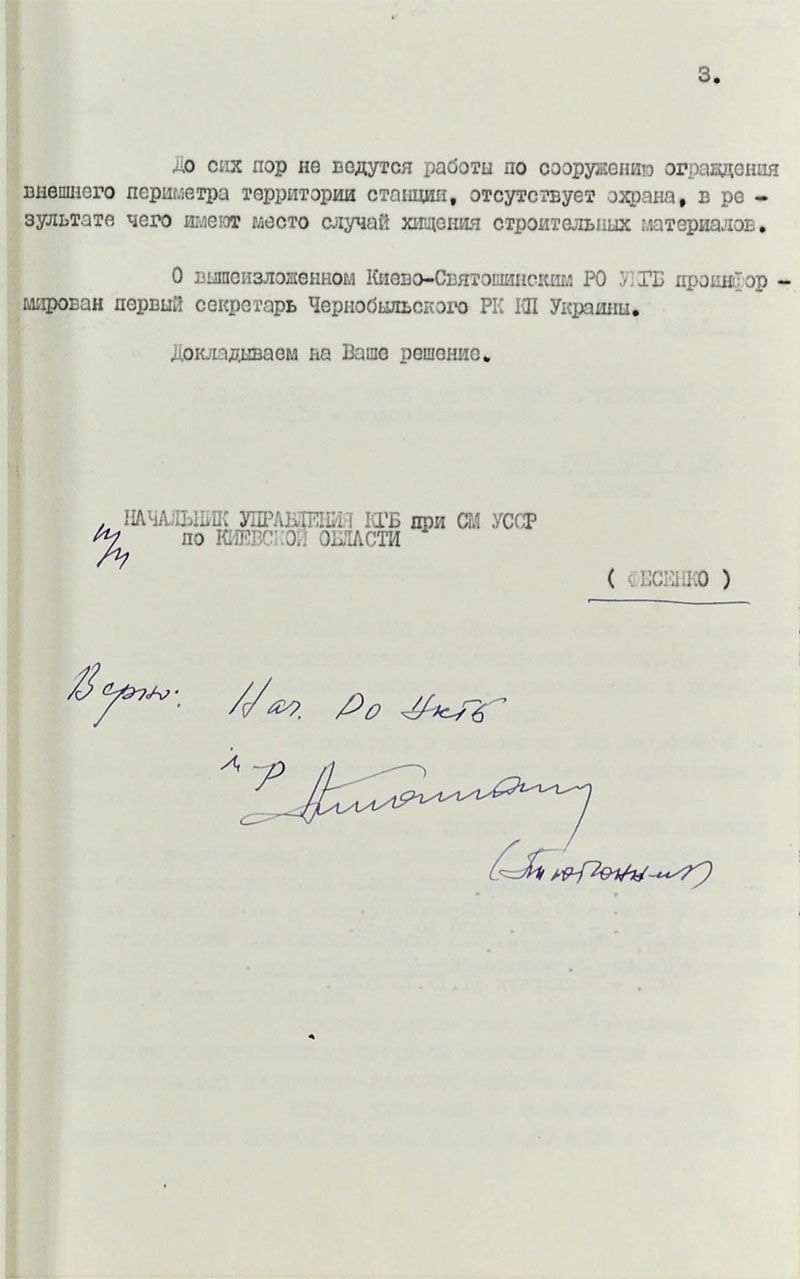 3.
До сих пор не ведутся работы по сооружению ограждения
внешнего периметра территории станции, отсутствует охрана, в ре -
зультате чего имеют место случай хищения строительных материалов.
О вышеизложенном Киево-Святошинским РО УКГБ проинфор -
мирован первый секретарь Чернобыльского РК КП Украины.
Докладываем на Ваше решение.
НАЧАЛЬНИК УПРАВЛЕНИЯ КГБ при СМ УССР
по КИЕВСКОЙ ОБЛАСТИ
( ФЕСЕНКО )
Верно: Нач. РО УКГБ
м-р